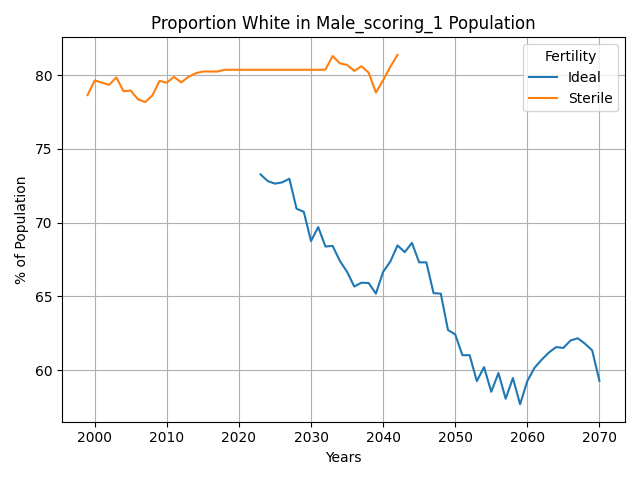 Proportion White in Male_scoring_1 Population
Fertility
Ideal
Sterile
% of Population
80
75
70
65
60
2000 2010 2020 2030 2040 2050 2060 2070
Years